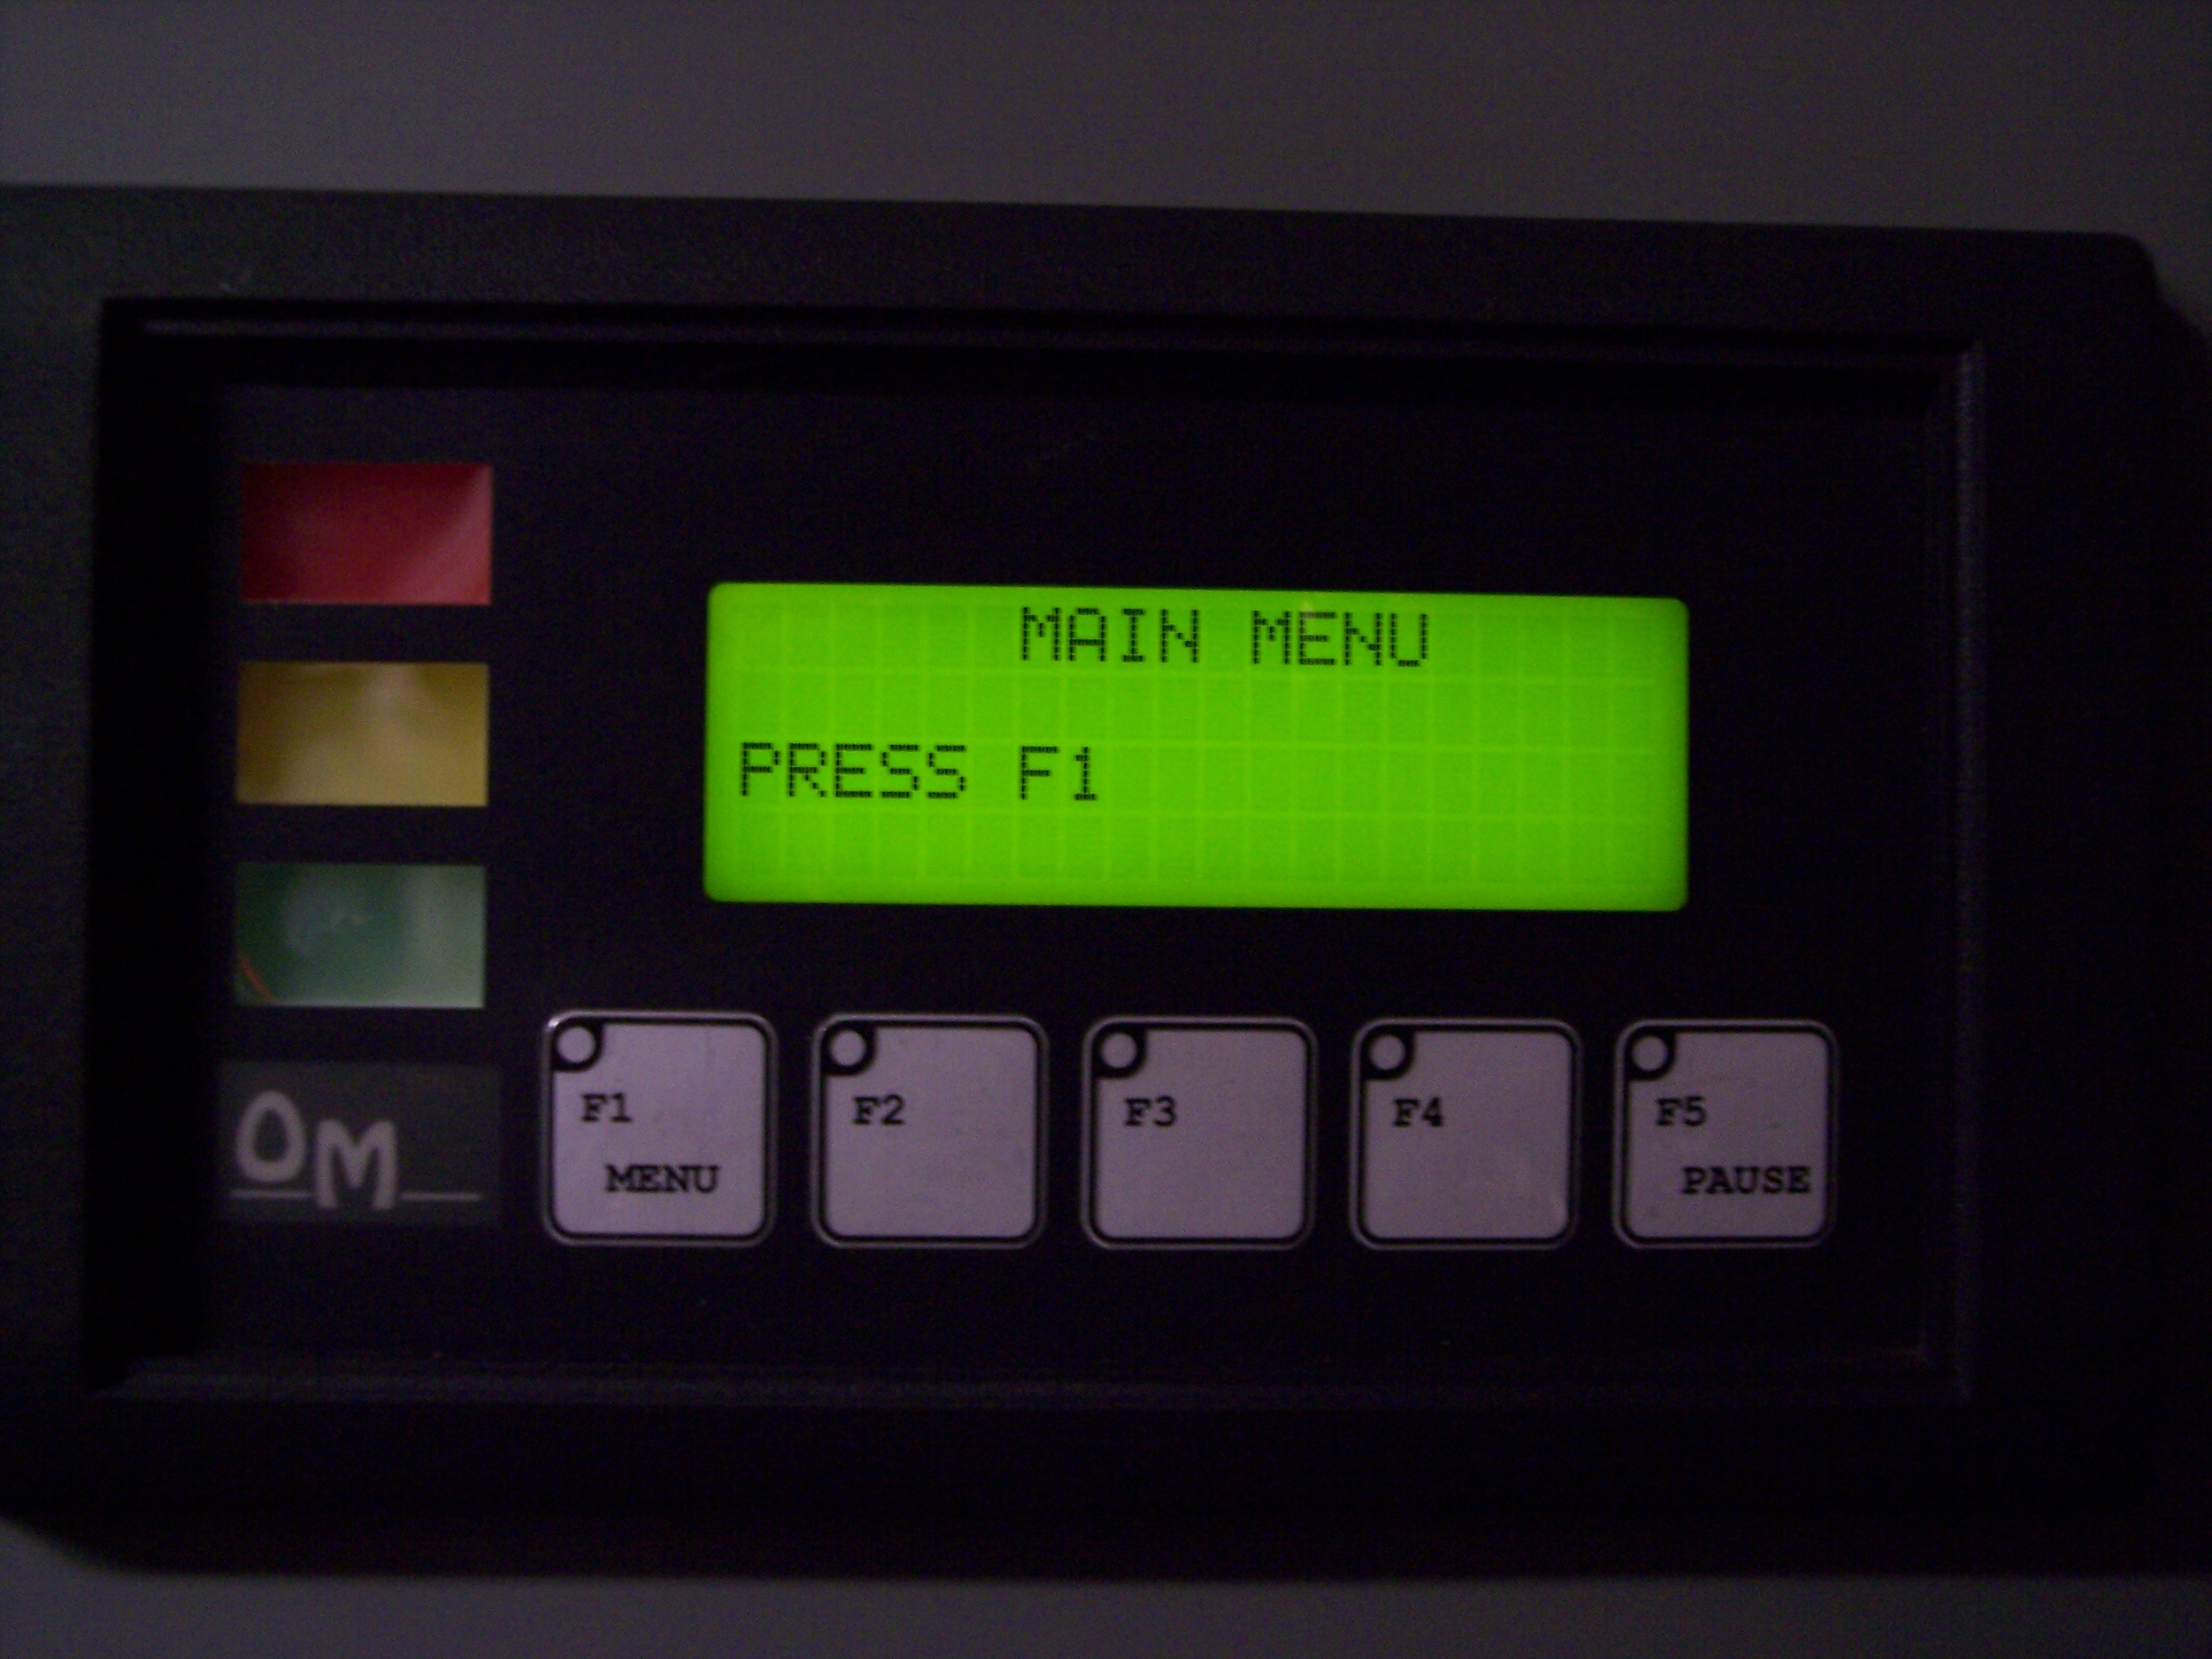 MAIN MENU
PRESS F1
OM
F1 MENU
F2
F3
F4
F5 PAUSE